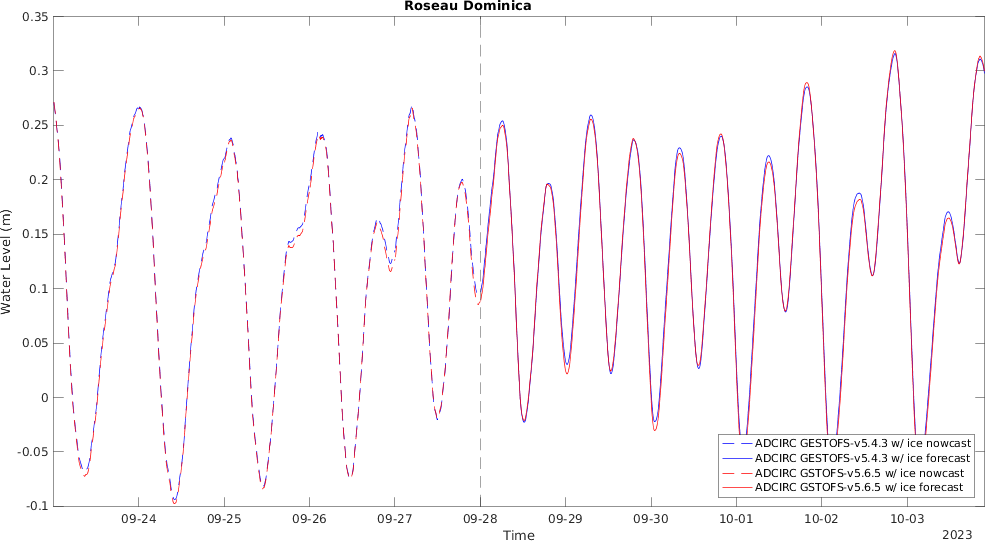 Roseau Dominica
0.35
0.3
0.25
0.2
0.15
0.1
0.05
0
-0.05
-0.1
Water Level (m)
ADCIRC GESTOFS-v5.4.3 w/ ice nowcast
ADCIRC GESTOFS-v5.4.3 w/ ice forecast
ADCIRC GSTOFS-v5.6.5 w/ ice nowcast
ADCIRC GSTOFS-v5.6.5 w/ ice forecast
09-24 09-25 09-26 09-27 09-28 09-29 09-30 10-01 10-02 10-03
Time
2023